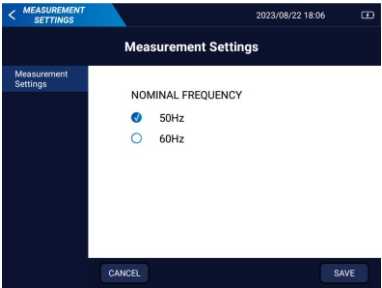 MEASUREMENT
SETTINGS
2023/08/22 18:06
Measurement Settings
Measurement
Settings
NOMINAL FREQUENCY
50Hz
60Hz
CANCEL
SAVE